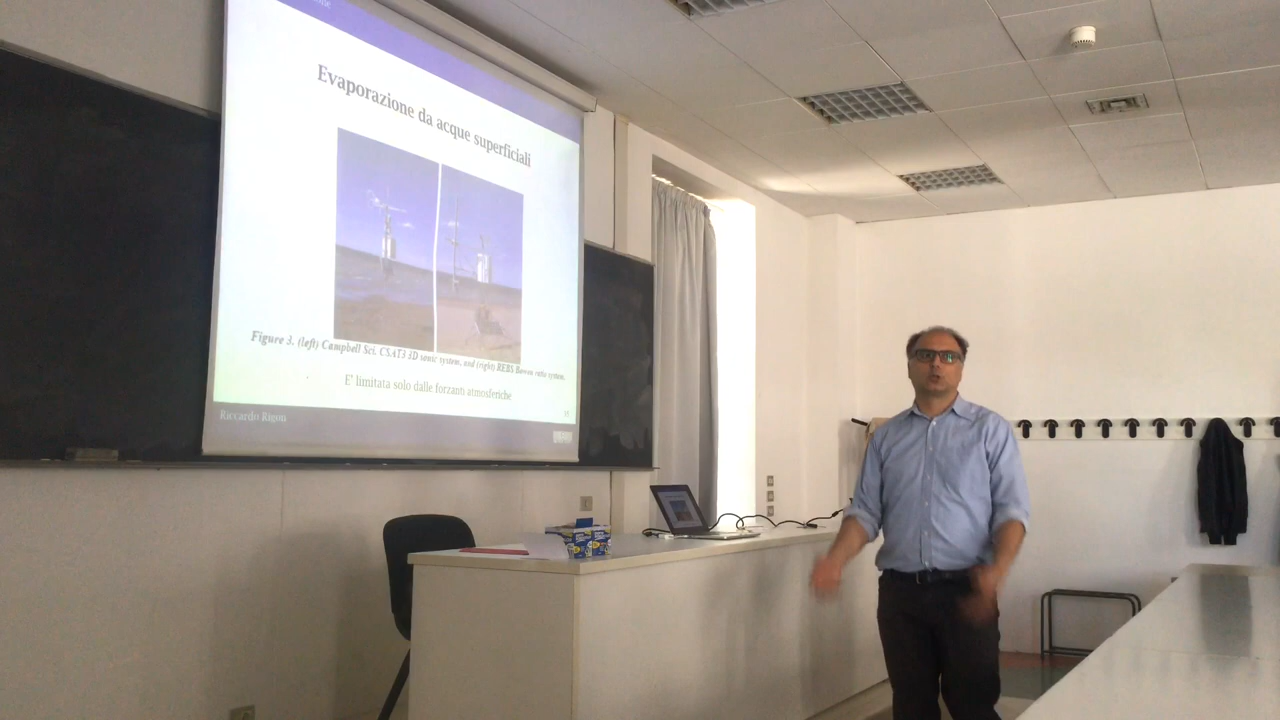 Evaporazione da acque superficiali
Figure 3. (left) Campbell Sci. CSAT3 3D sonic system, and (right) REBS Bowen ratio system.
E' limitata solo dalle forzanti atmosferiche
15
Riccardo Rigon